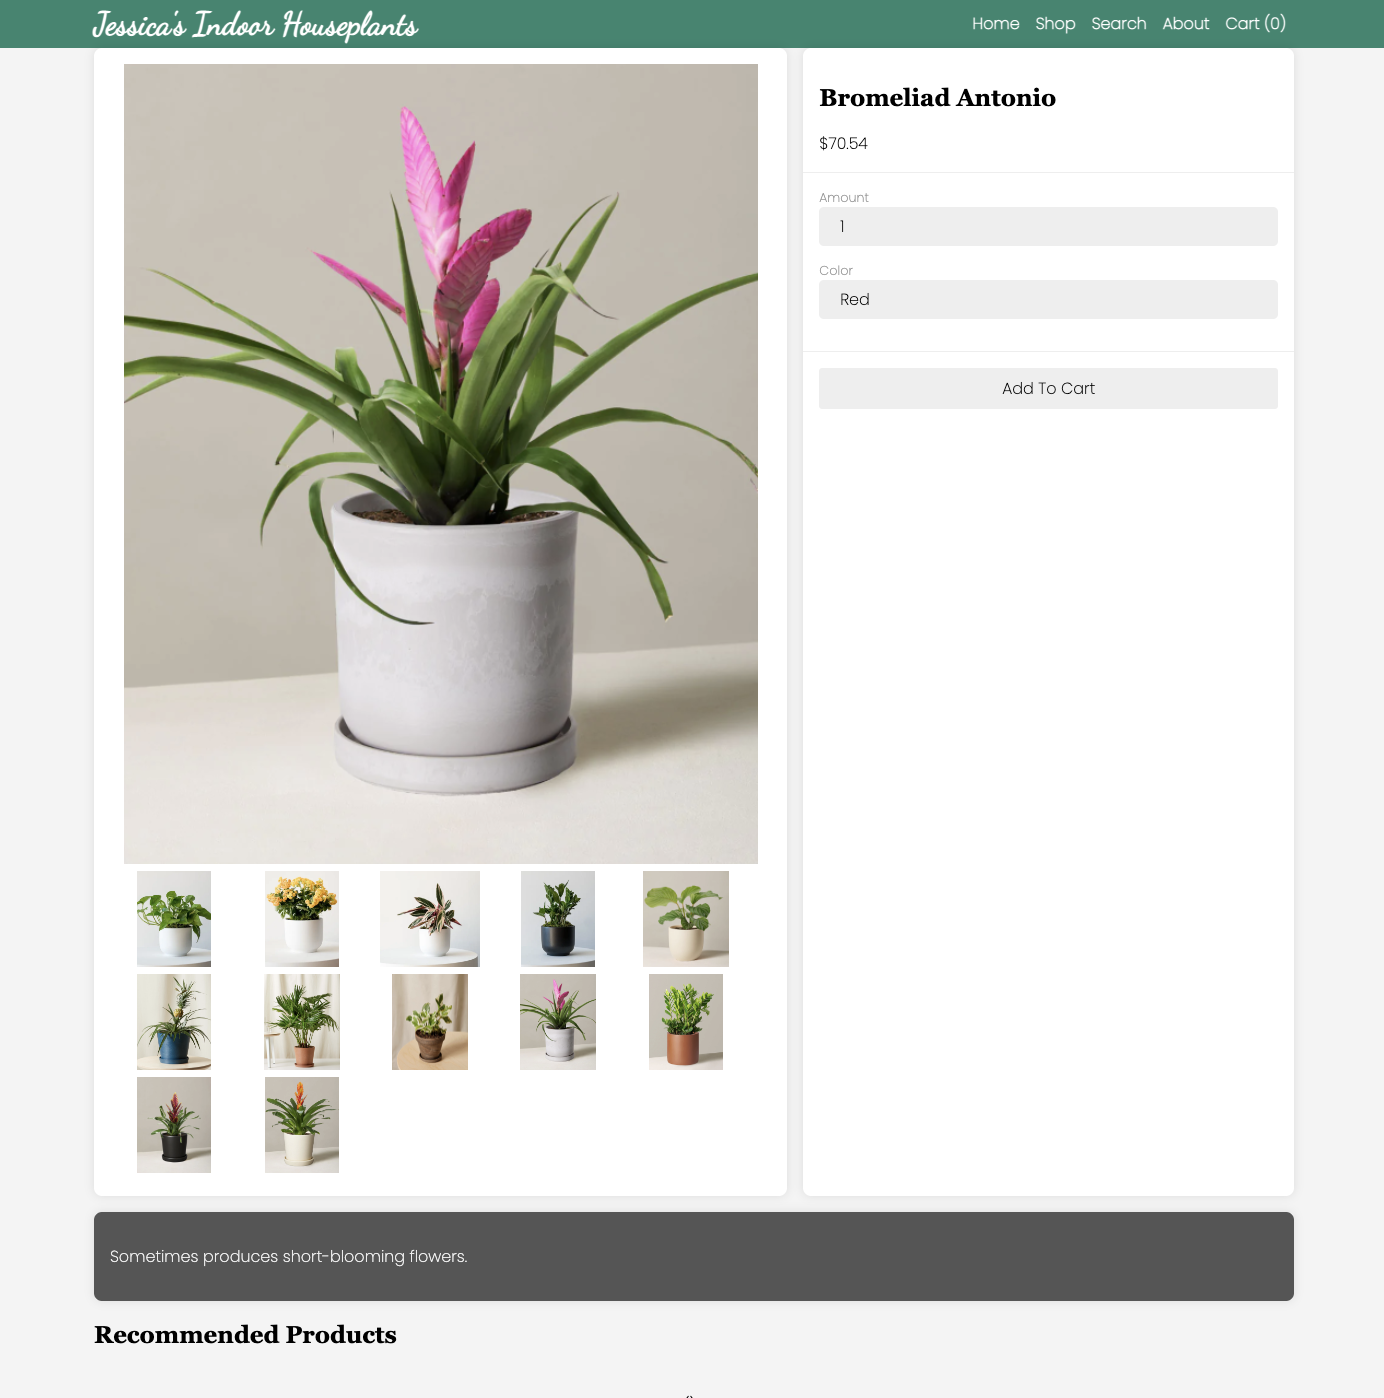 Jessica's Indoor Houseplants
Home Shop Search About Cart (0)
Bromeliad Antonio
$70.54
Amount
1
Color
Red
Add To Cart
Sometimes produces short-blooming flowers.
Recommended Products